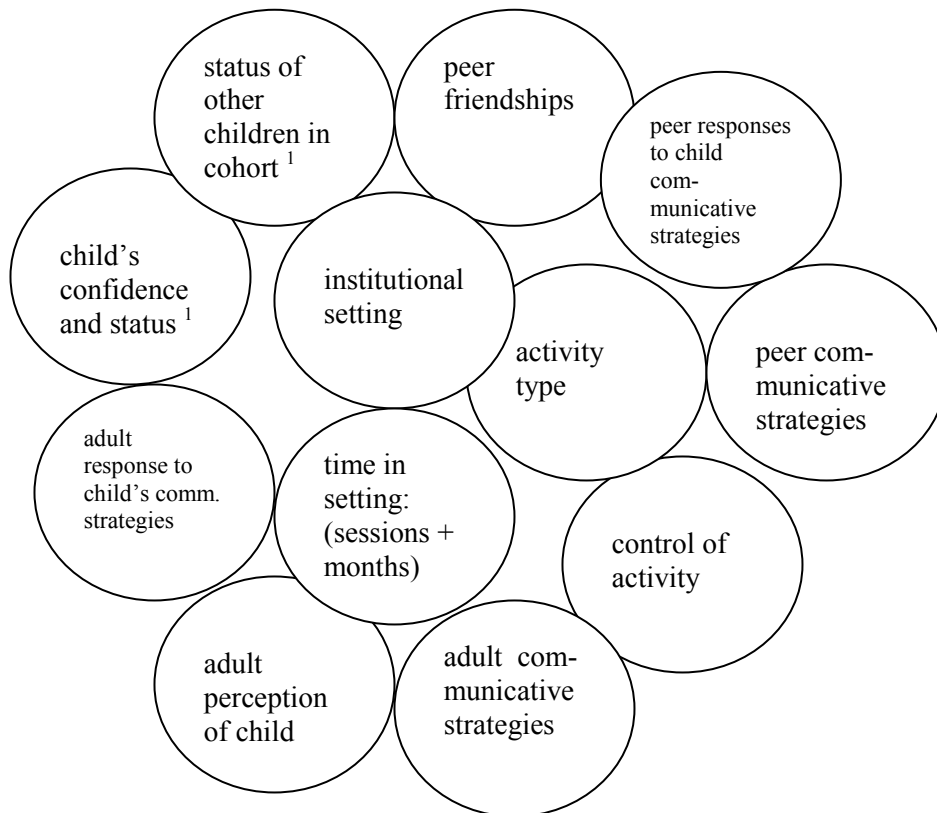 status of
other
children in
cohort 1
peer
friendships
peer responses
to child
com-
municative
strategies
child’s
confidence
and status 1
institutional
setting
activity
type
peer com-
municative
strategies
adult
response to
child’s comm.
strategies
time in
setting:
(sessions +
months)
control of
activity
adult
perception
of child
adult com-
municative
strategies